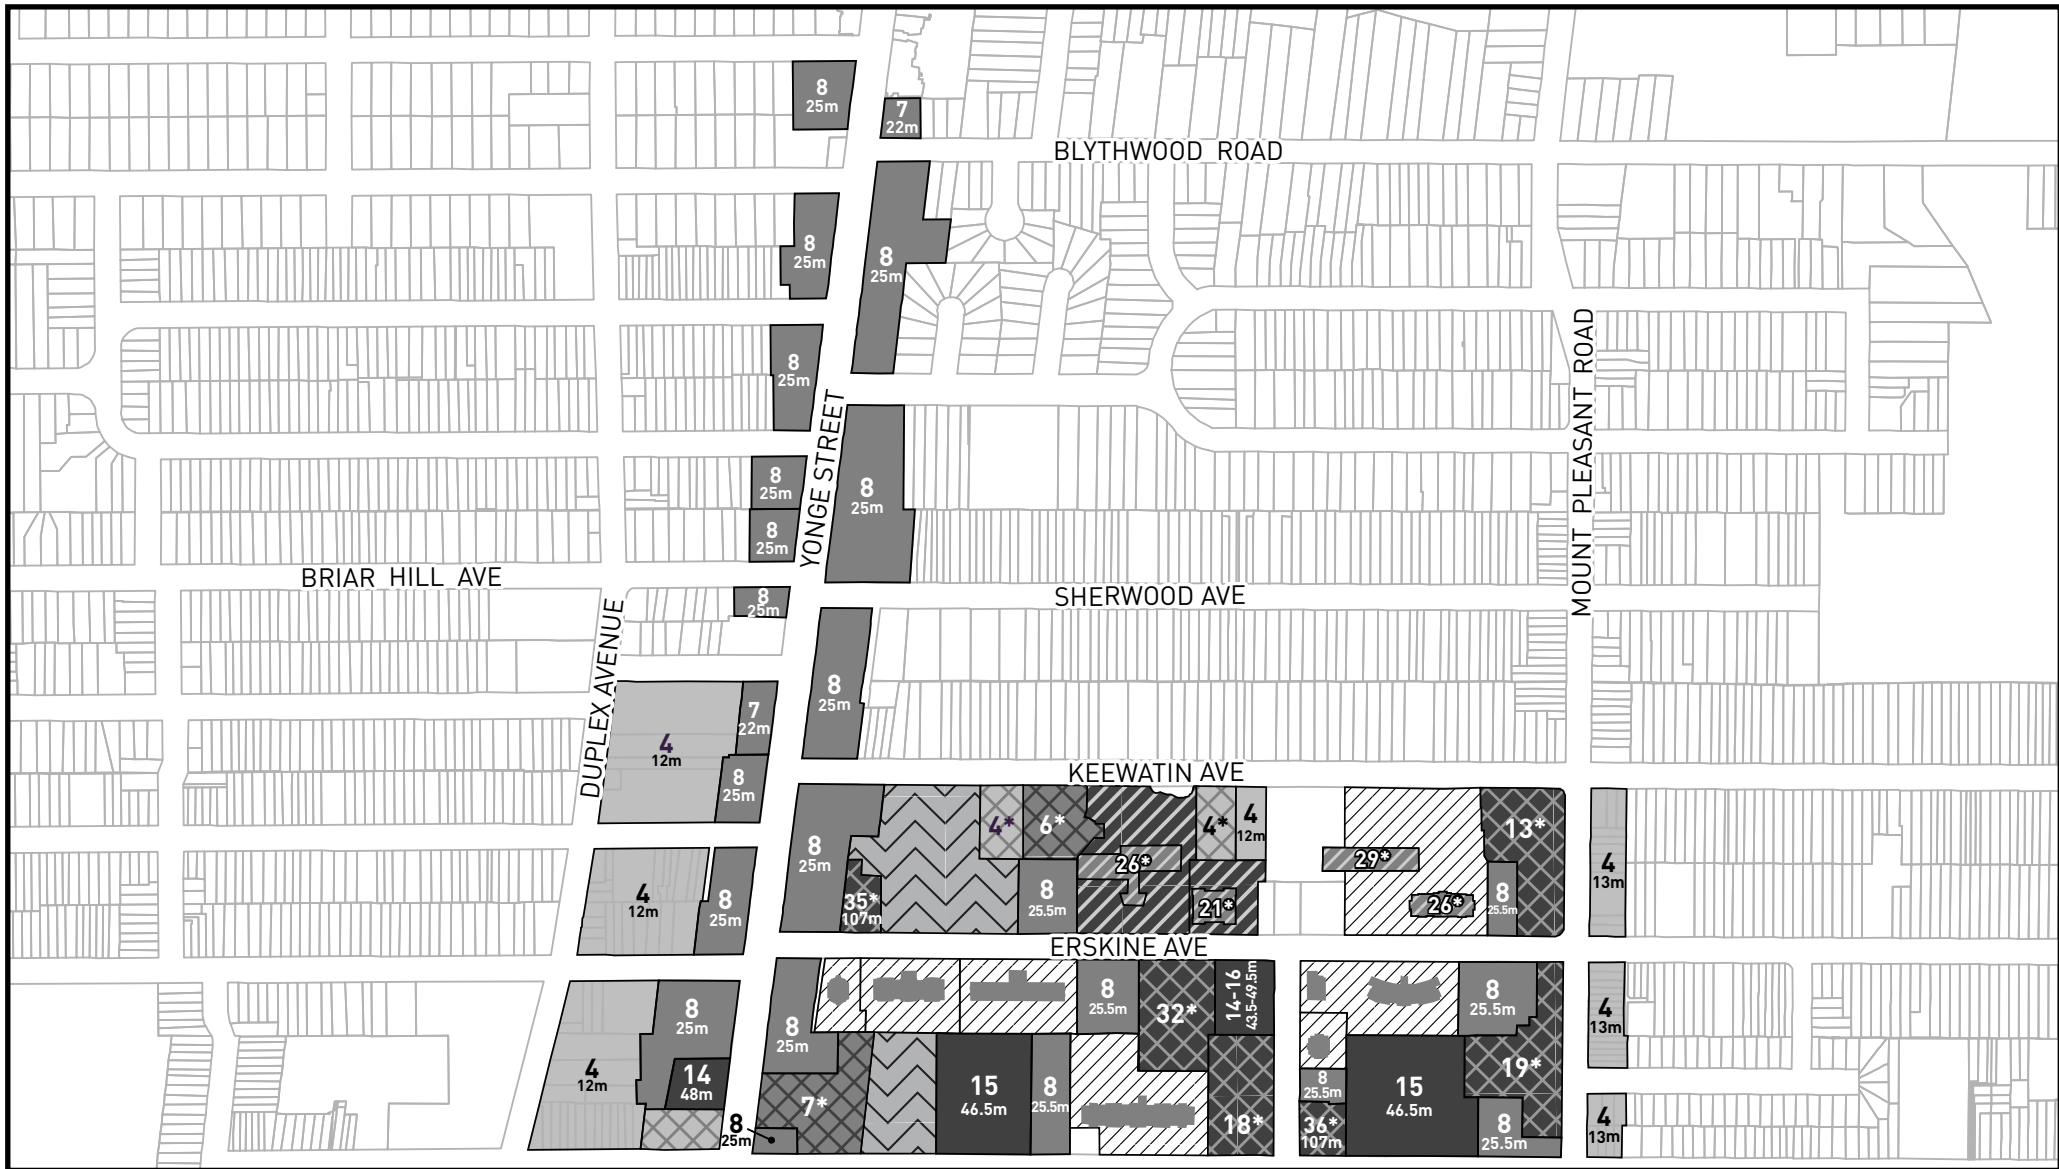 8
25m
7
22m
BLYTHWOOD ROAD
8
25m
8
25m
8
25m
MOUNT PLEASANT ROAD
YONGE STREET
8
25m
8
25m
8
25m
BRIAR HILL AVE
8
25m
SHERWOOD AVE
DUPLEX AVENUE
8
25m
7
22m
4
12m
8
25m
KEEWATIN AVE
8
25m
4*
6*
4*
4
12m
13*
26*
29*
4
13m
4
12m
8
25m
35*
107m
8
25.5m
21*
26*
8
25.5m
ERSKINE AVE
8
25m
8
25m
8
25.5m
32*
14-16
43.5-49.5m
8
25.5m
4
13m
4
12m
14
48m
7*
15
46.5m
8
25.5m
18*
8
25.5m
36*
107m
15
46.5m
19*
8
25.5m
4
13m
8
25m